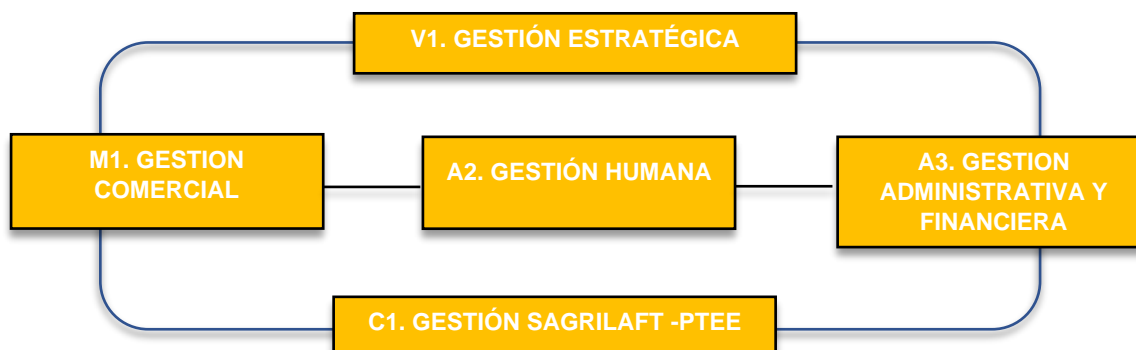 V1. GESTIÓN ESTRATÉGICA
M1. GESTION
COMERCIAL
A2. GESTIÓN HUMANA
A3. GESTION
ADMINISTRATIVA Y
FINANCIERA
C1. GESTIÓN SAGRILAFT -PTEE